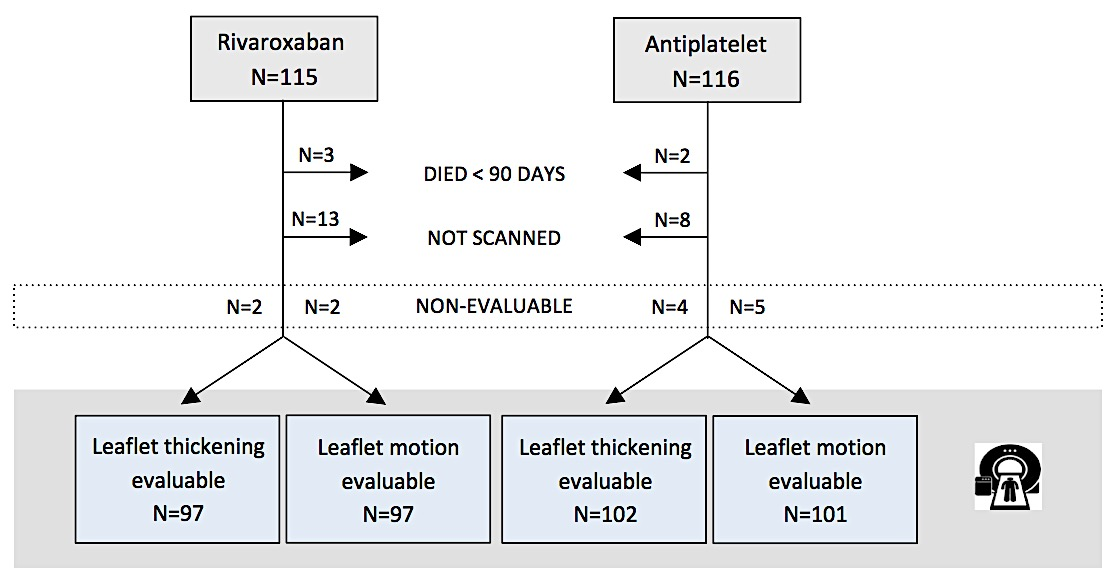 Rivaroxaban
N=115
Antiplatelet
N=116
N=3
DIED < 90 DAYS
N=2
N=13
NOT SCANNED
N=8
N=2
N=2
NON-EVALUABLE
N=4
N=5
Leaflet thickening
evaluable
N=97
Leaflet motion
evaluable
N=97
Leaflet thickening
evaluable
N=102
Leaflet motion
evaluable
N=101